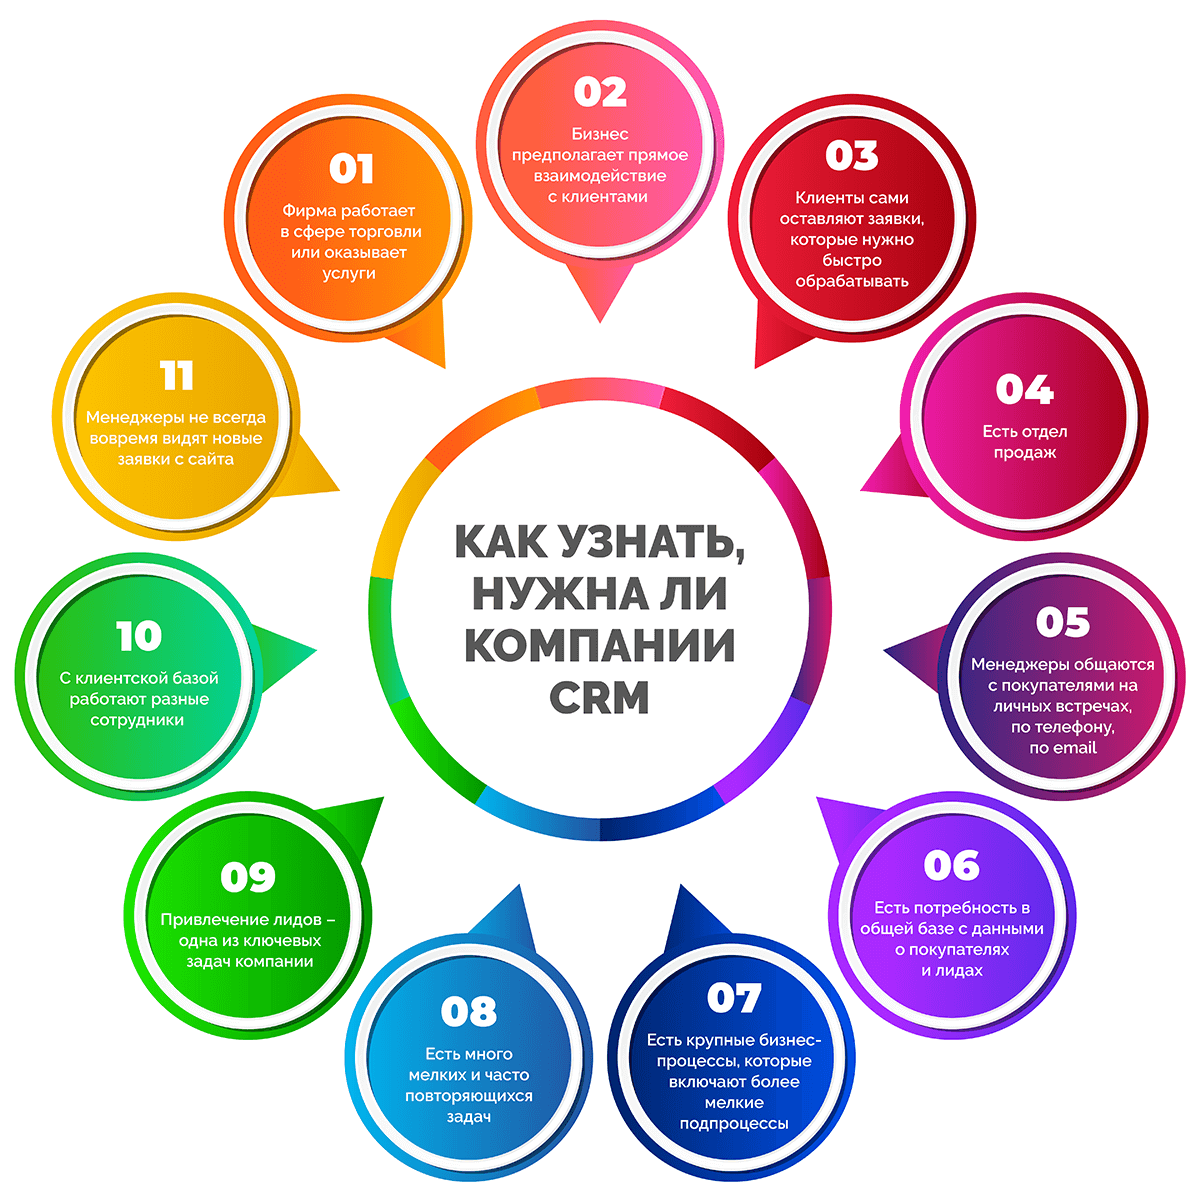 КАК УЗНАТЬ,
НУЖНА ЛИ
КОМПАНИИ
CRM
01
Фирма работает
в сфере торговли
или оказывает
услуги
02
Бизнес
предполагает прямое
взаимодействие
с клиентами
03
Клиенты сами
оставляют заявки,
которые нужно
быстро
обрабатывать
04
Есть отдел
продаж
05
Менеджеры общаются
с покупателями на
личных встречах,
по телефону,
по email
06
Есть потребность в
общей базе с данными
о покупателях
и лидах
07
Есть крупные бизнес-
процессы, которые
включают более
мелкие
подпроцессы
08
Есть много
мелких и часто
повторяющихся
задач
09
Привлечение лидов –
одна из ключевых
задач компании
10
С клиентской базой
работают разные
сотрудники
11
Менеджеры не всегда
вовремя видят новые
заявки с сайта